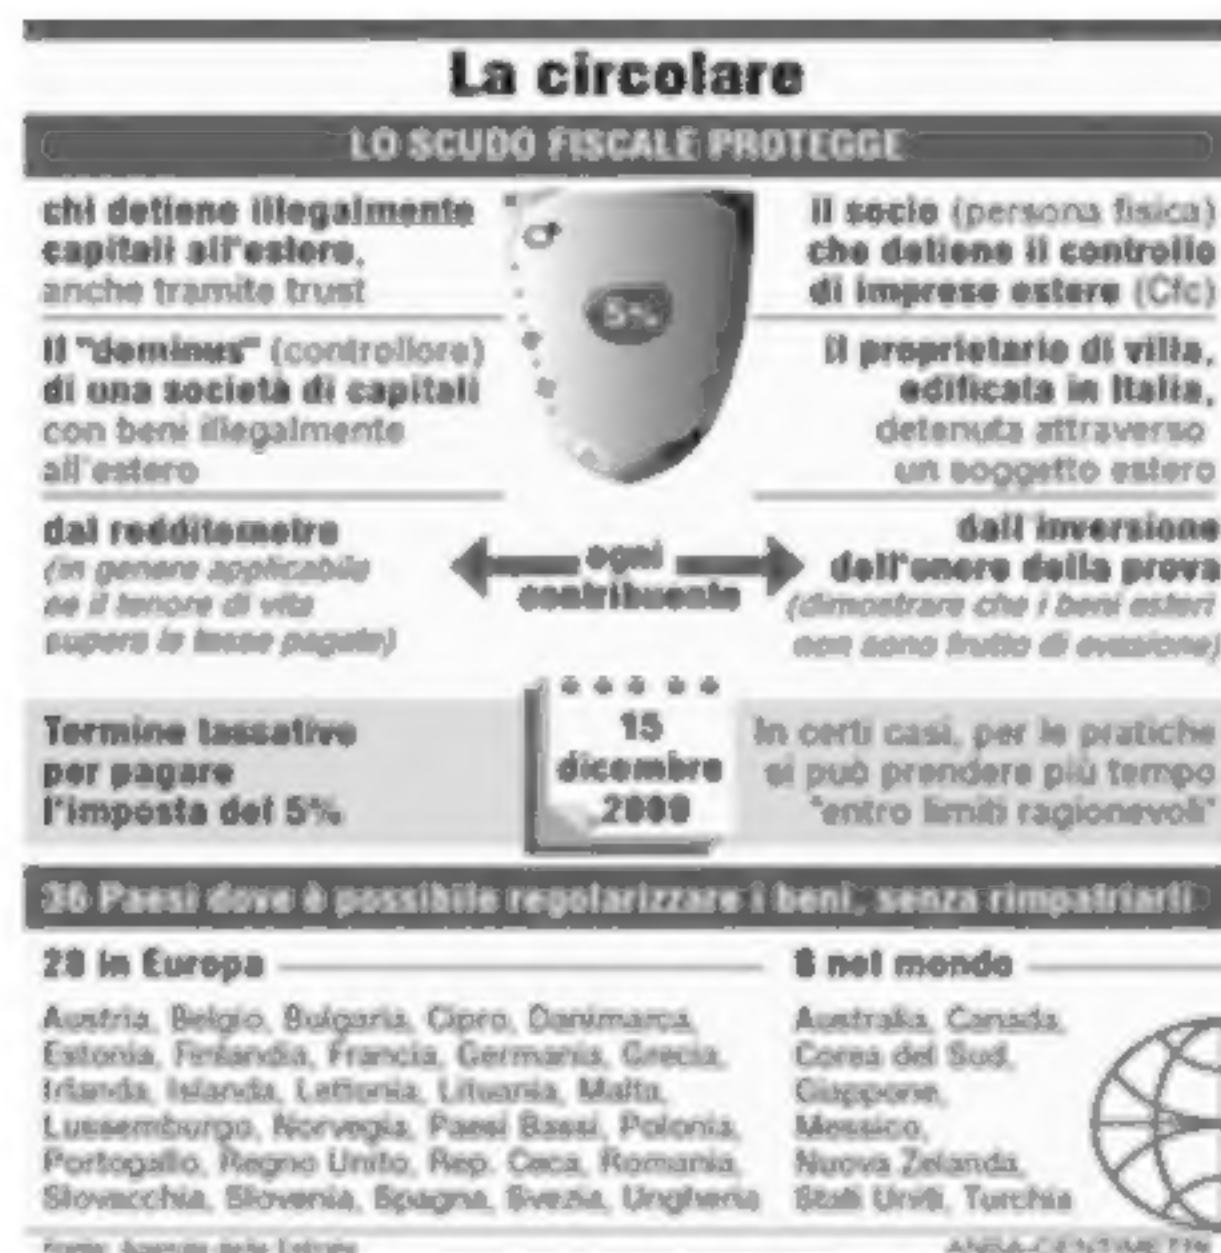 La circolare
LO SCUDO FISCALE PROTEGGE
chi detiene illegalmente
capitali all'estero,
anche tramite trust
il socio (persona fisica)
che detiene il controllo
di imprese estere (Cfc)
Il "dominus" (controllore)
di una società di capitali
con beni illegalmente
all'estero
il proprietario di villa,
edificata in Italia,
detenuta attraverso
un soggetto estero
dal redditometro
(in genere applicabile
se il tenore di vita
supera le tasse pagate)
ogni
contribuente
dall'inversione
dell'onere della prova
(dimostrare che i beni esteri
non sono frutto di evasione)
Termine tassativo
per pagare
l'imposta del 5%
15
dicembre
2009
In certi casi, per le pratiche
si può prendere più tempo
"entro limiti ragionevoli"
36 Paesi dove è possibile regolarizzare i beni, senza rimpatriarli
28 in Europa
Austria, Belgio, Bulgaria, Cipro, Danimarca,
Estonia, Finlandia, Francia, Germania, Grecia,
Irlanda, Islanda, Lettonia, Lituania, Malta,
Lussemburgo, Norvegia, Paesi Bassi, Polonia,
Portogallo, Regno Unito, Rep. Ceca, Romania,
Slovacchia, Slovenia, Spagna, Svezia, Ungheria
8 nel mondo
Australia, Canada,
Corea del Sud,
Giappone,
Messico,
Nuova Zelanda,
Stati Uniti, Turchia
Fonte: Agenzia delle Entrate